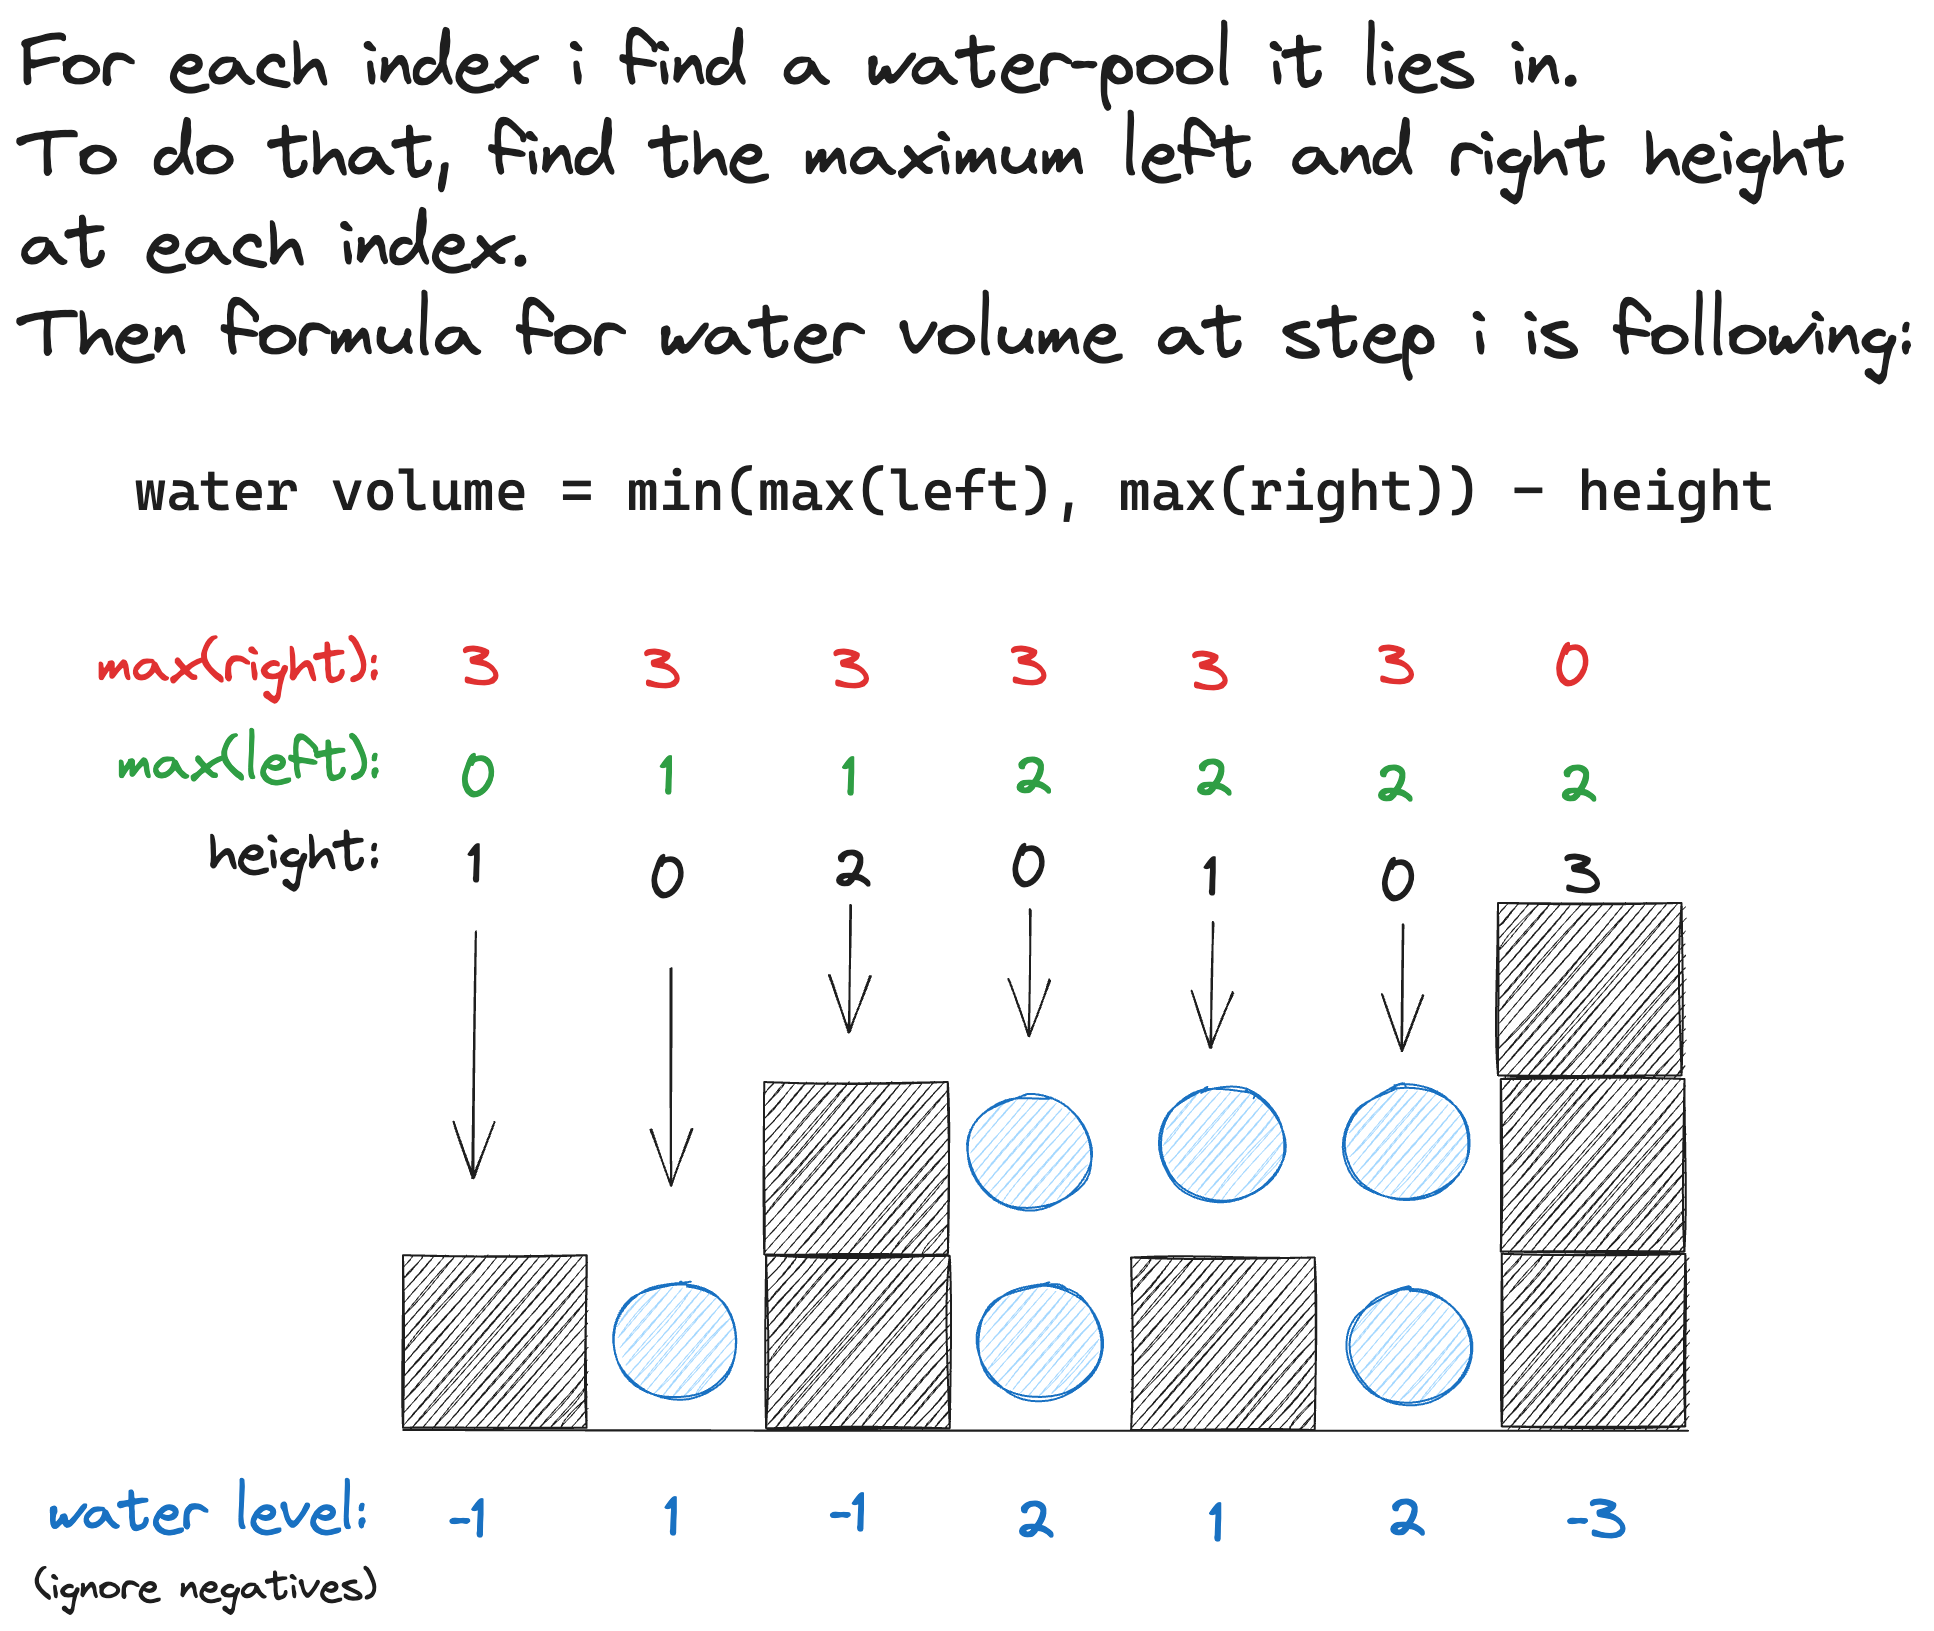 For each index i find a water-pool it lies in.
To do that, find the maximum left and right height
at each index.
Then formula for water volume at step i is following:
water volume = min(max(left), max(right)) - height
max(right): 3 3 3 3 3 3 0
max(left): 0 1 1 2 2 2 2
height: 1 0 2 0 1 0 3
water level: -1 1 -1 2 1 2 -3
(ignore negatives)